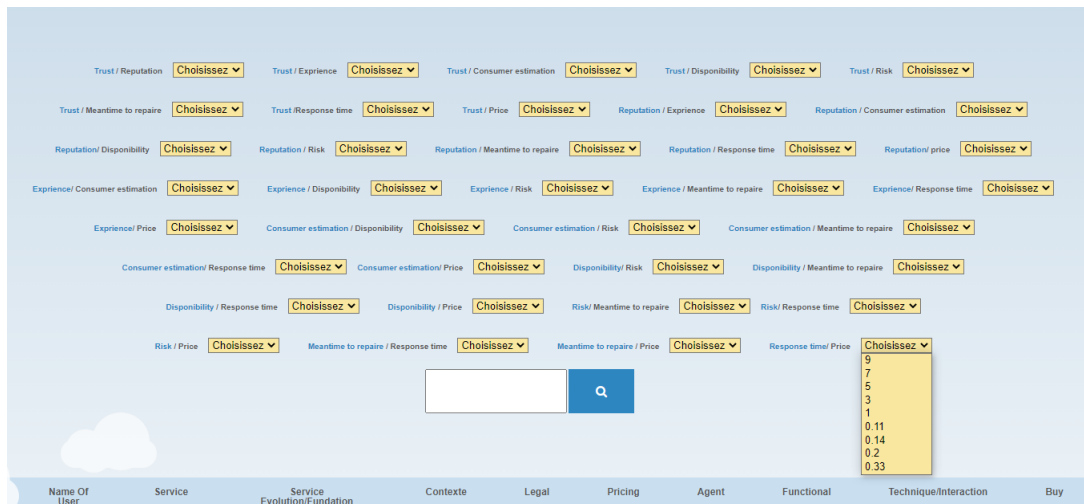 Trust / Reputation Choisissez Trust / Exprience Choisissez Trust / Consumer estimation Choisissez Trust / Disponibility Choisissez Trust / Risk Choisissez
Trust / Meantime to repaire Choisissez Trust /Response time Choisissez Trust / Price Choisissez Reputation / Exprience Choisissez Reputation / Consumer estimation Choisissez
Reputation/ Disponibility Choisissez Reputation / Risk Choisissez Reputation / Meantime to repaire Choisissez Reputation / Response time Choisissez Reputation/ price Choisissez
Exprience/ Consumer estimation Choisissez Exprience / Disponibility Choisissez Exprience / Risk Choisissez Exprience / Meantime to repaire Choisissez Exprience/ Response time Choisissez
Exprience/ Price Choisissez Consumer estimation / Disponibility Choisissez Consumer estimation / Risk Choisissez Consumer estimation / Meantime to repaire Choisissez
Consumer estimation/ Response time Choisissez Consumer estimation/ Price Choisissez Disponibility/ Risk Choisissez Disponibility / Meantime to repaire Choisissez
Disponibility / Response time Choisissez Disponibility / Price Choisissez Risk/ Meantime to repaire Choisissez Risk/ Response time Choisissez
Risk / Price Choisissez Meantime to repaire / Response time Choisissez Meantime to repaire / Price Choisissez Response time/ Price Choisissez
9
7
5
3
1
0.11
0.14
0.2
0.33
Name Of User Service Service Evolution/Fundation Contexte Legal Pricing Agent Functional Technique/Interaction Buy